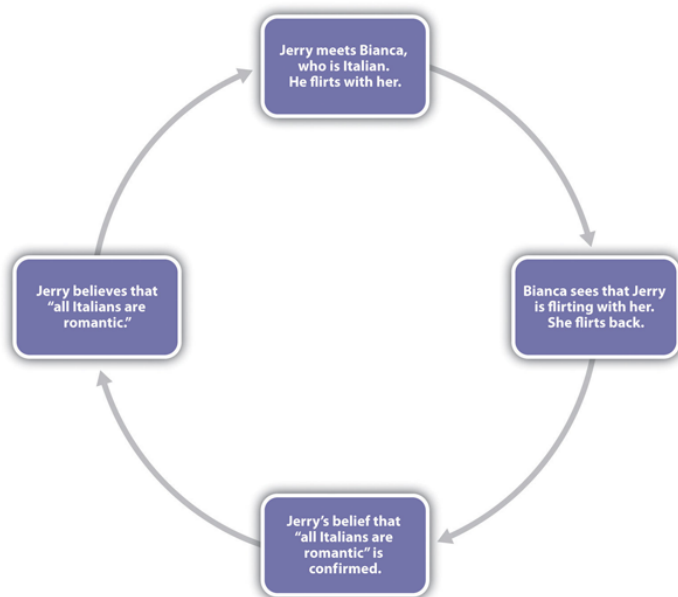 Jerry meets Bianca,
who is Italian.
He flirts with her.
Bianca sees that Jerry
is flirting with her.
She flirts back.
Jerry’s belief that
“all Italians are
romantic” is
confirmed.
Jerry believes that
“all Italians are
romantic.”